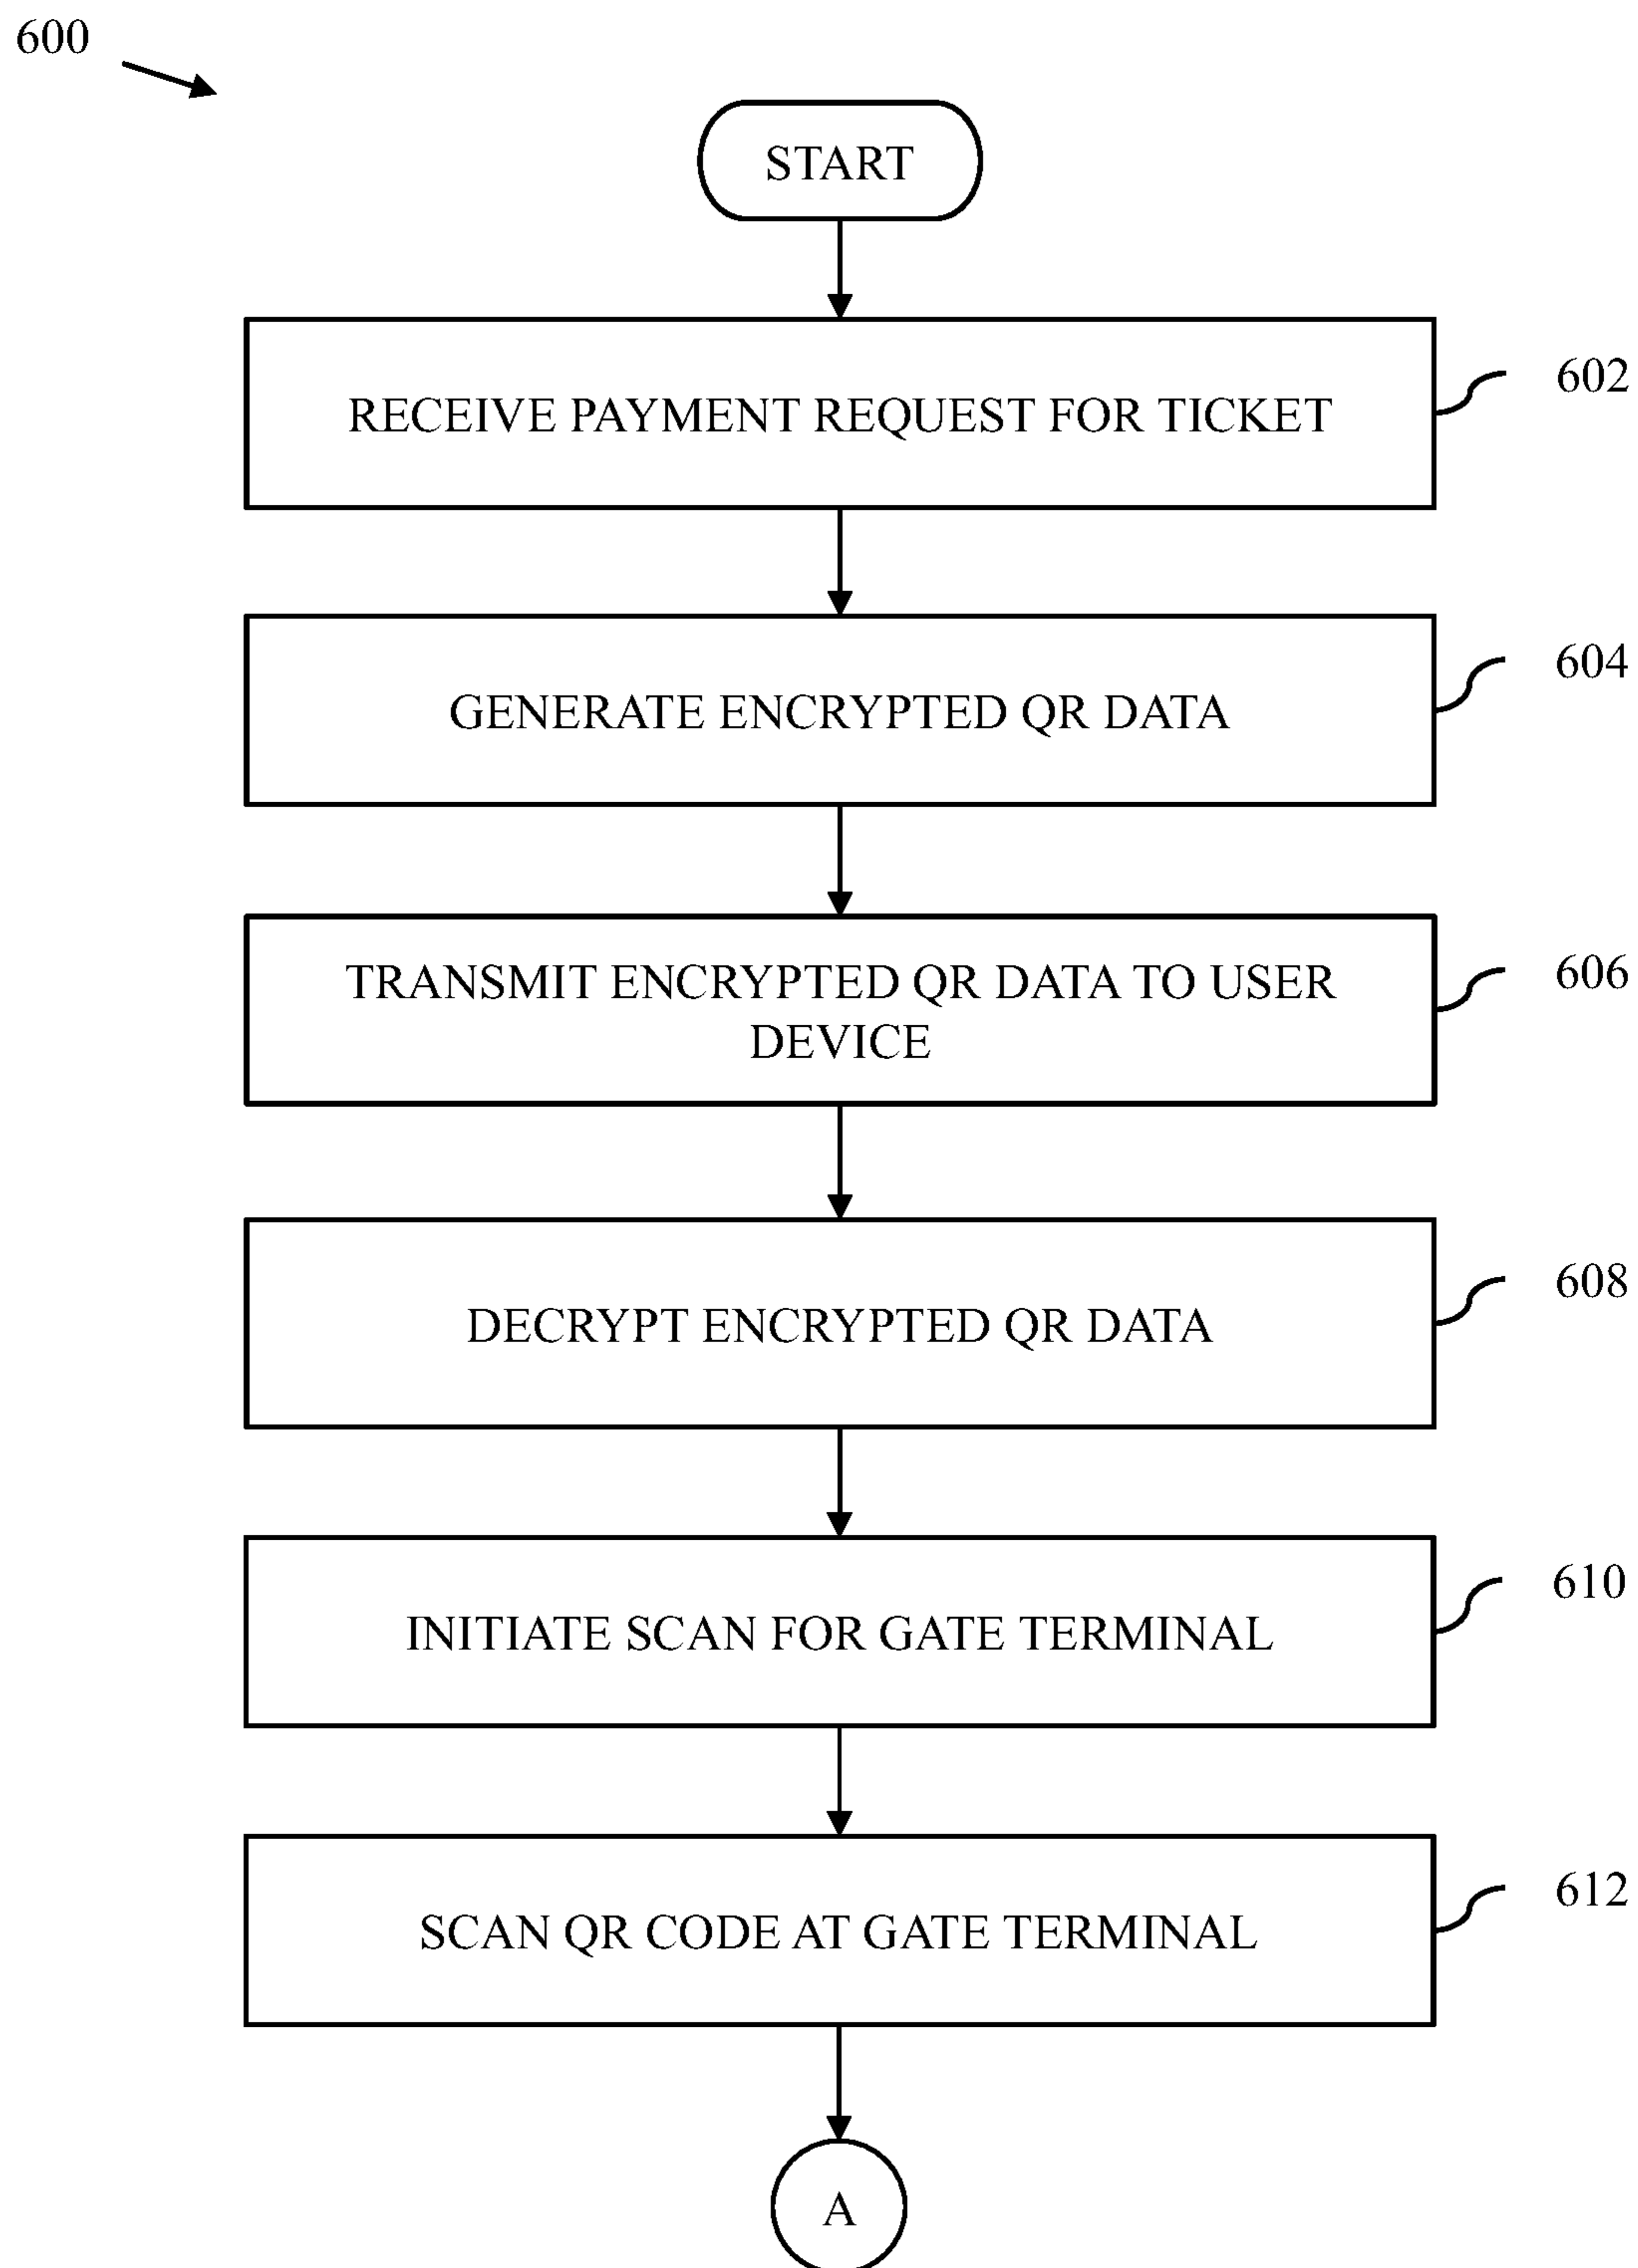 600
START
RECEIVE PAYMENT REQUEST FOR TICKET
602
GENERATE ENCRYPTED QR DATA
604
TRANSMIT ENCRYPTED QR DATA TO USER
DEVICE
606
DECRYPT ENCRYPTED QR DATA
608
INITIATE SCAN FOR GATE TERMINAL
610
SCAN QR CODE AT GATE TERMINAL
612
A